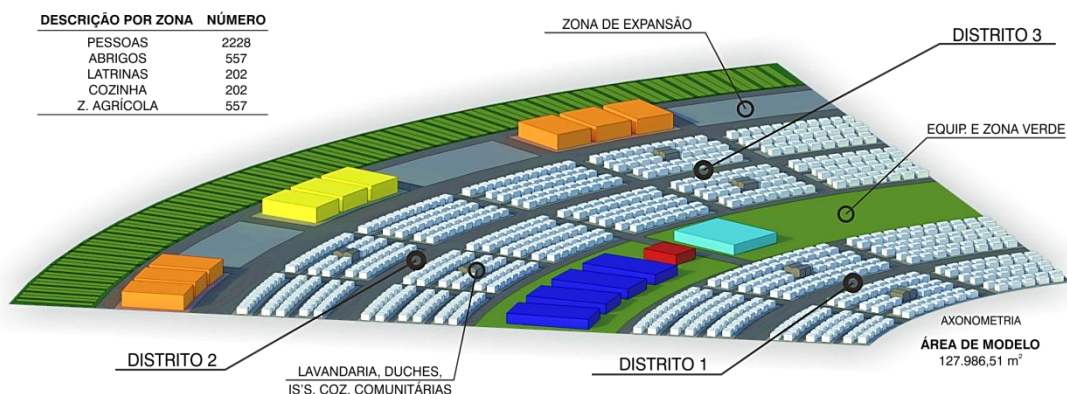 DESCRIÇÃO POR ZONA NÚMERO
PESSOAS 2228
ABRIGOS 557
LATRINAS 202
COZINHA 202
Z. AGRÍCOLA 557
ZONA DE EXPANSÃO
DISTRITO 3
EQUIP. E ZONA VERDE
DISTRITO 2
LAVANDARIA, DUCHES,
IS'S, COZ. COMUNITÁRIAS
DISTRITO 1
AXONOMETRIA
ÁREA DE MODELO
127.986,51 m²